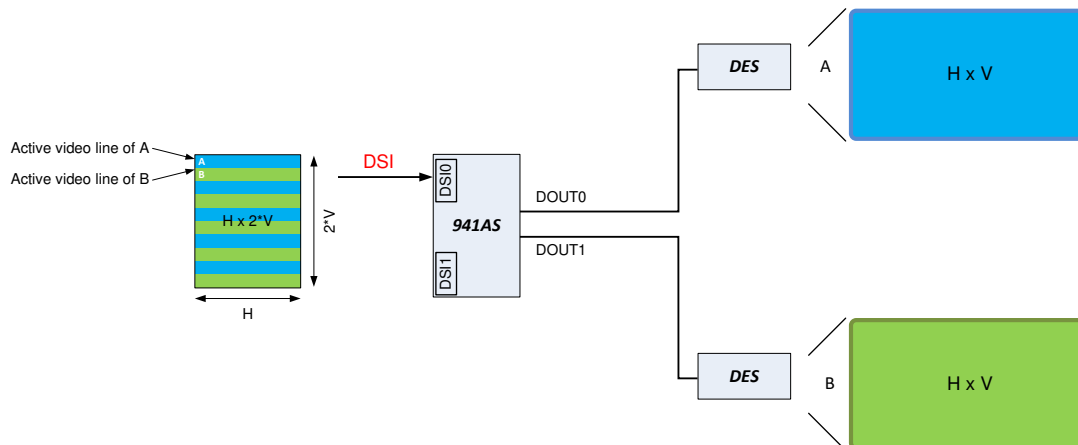 Active video line of A
Active video line of B
A
B
H x 2*V
2*V
H
DSI
DSI0
941AS
DSI1
DOUT0
DOUT1
DES
A
H x V
DES
B
H x V